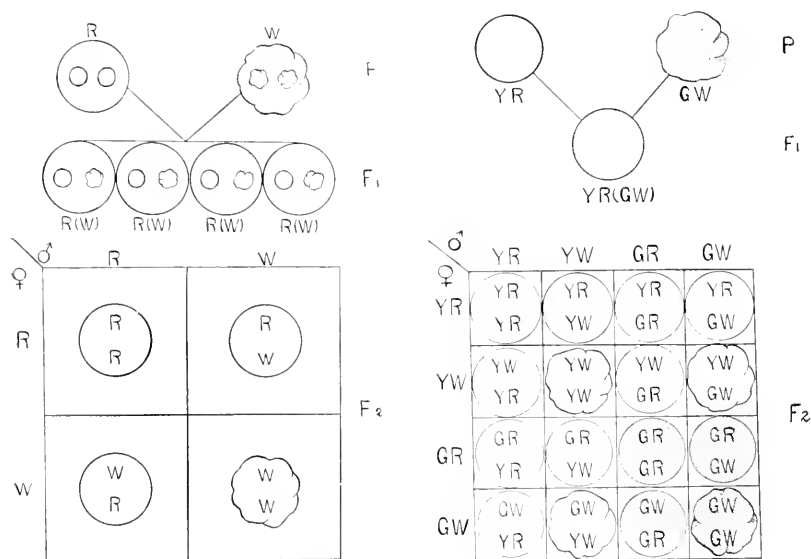 R W
P
F1
R(W) R(W) R(W) R(W)
♂
♀
R W
R
R
R
R
W
F2
W
W
R
W
W
P
YR GW
F1
YR(GW)
♂
♀
YR YW GR GW
YR
YR YR YR YR
YR YW GR GW
YW
YW YW YW YW
YR YW GR GW
F2
GR
GR GR GR GR
YR YW GR GW
GW
GW GW GW GW
YR YW GR GW